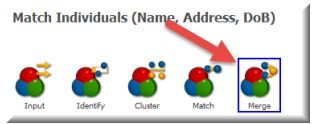 Match Individuals (Name, Address, DoB)
Input Identify Cluster Match Merge